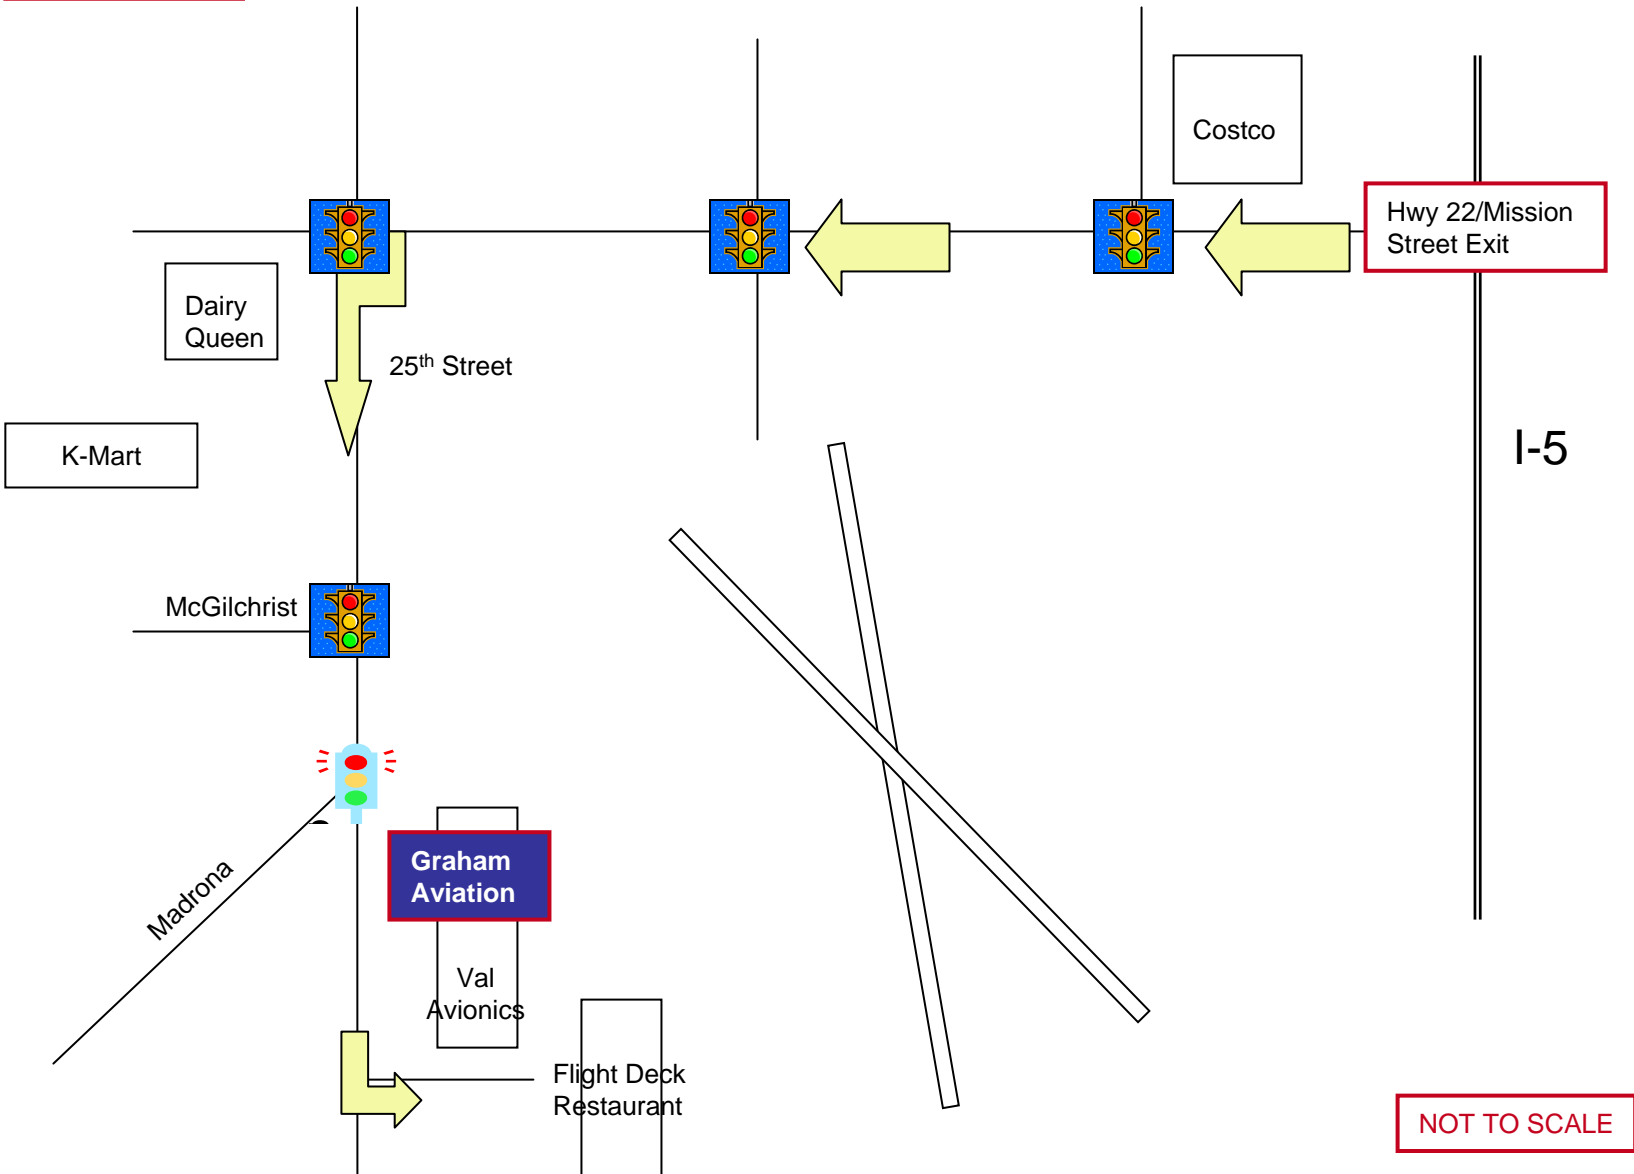 Costco
Hwy 22/Mission
Street Exit
Dairy
Queen
25th Street
K-Mart
I-5
McGilchrist
Graham
Aviation
Madrona
Val
Avionics
Flight Deck
Restaurant
NOT TO SCALE